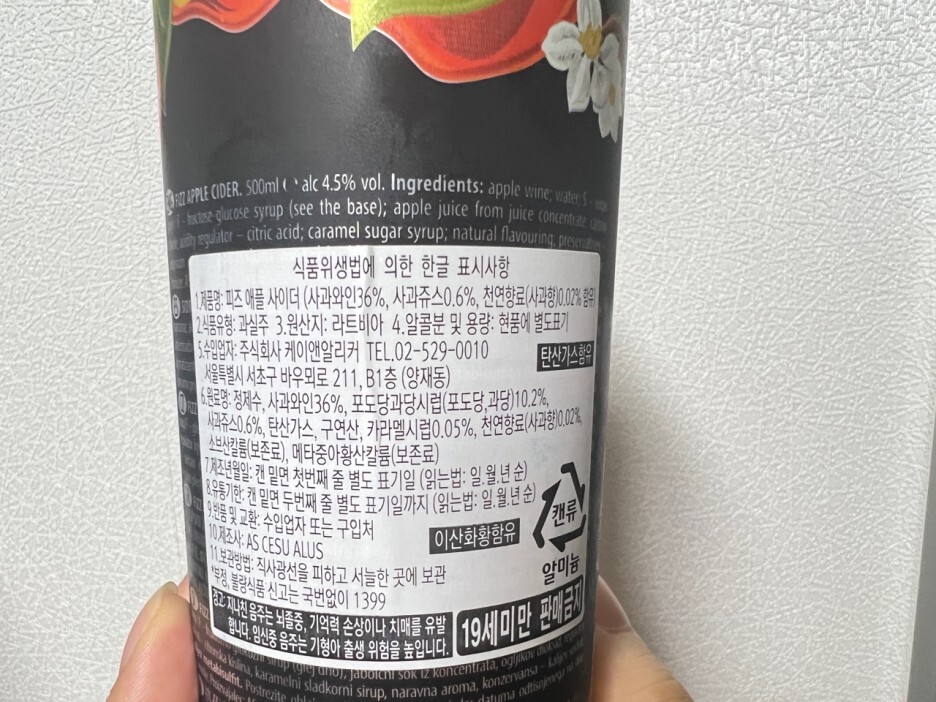 FIZZ APPLE CIDER. 500ml alc 4.5% vol. Ingredients: apple wine; water;
fructose-glucose syrup (see the base); apple juice from juice concentrate
acidity regulator – citric acid; caramel sugar syrup; natural flavouring;
식품위생법에 의한 한글 표시사항
1.제품명: 피즈 애플 사이더 (사과와인36%, 사과쥬스0.6%, 천연향료(사과향)0.02% 함유)
2.식품유형: 과실주 3.원산지: 라트비아 4.알콜분 및 용량: 현품에 별도표기
5.수입업자: 주식회사 케이앤알리커 TEL.02-529-0010
탄산가스함유
서울특별시 서초구 바우뫼로 211, B1층 (양재동)
6.원료명: 정제수, 사과와인36%, 포도당과당시럽(포도당,과당)10.2%,
사과쥬스0.6%, 탄산가스, 구연산, 카라멜시럽0.05%, 천연향료(사과향)0.02%,
소브산칼륨(보존료), 메타중아황산칼륨(보존료)
7.제조년월일: 캔 밑면 첫번째 줄 별도 표기일 (읽는법: 일.월.년 순)
8.유통기한: 캔 밑면 두번째 줄 별도 표기일까지 (읽는법: 일.월.년 순)
9.반품 및 교환: 수입업자 또는 구입처
10.제조사: AS CESU ALUS
이산화황함유
캔류
알미늄
11.보관방법: 직사광선을 피하고 서늘한 곳에 보관
*부정, 불량식품 신고는 국번없이 1399
경고: 지나친 음주는 뇌졸중, 기억력 손상이나 치매를 유발
합니다. 임신중 음주는 기형아 출생 위험을 높입니다.
19세미만 판매금지
jabolčni sok iz koncentrata, ogljikov
kislina, karamelni sladkorni sirup, naravna aroma, konzervansa
Postrezite
datuma odtisnjenega na